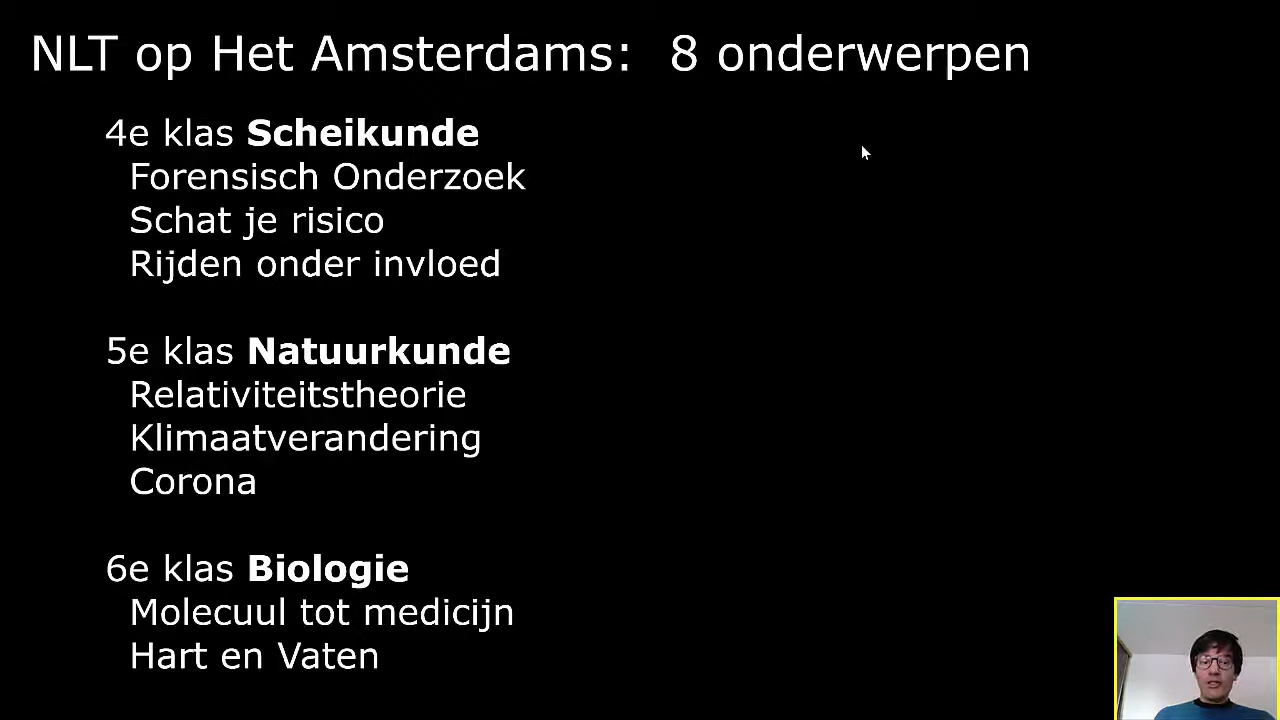 NLT op Het Amsterdams: 8 onderwerpen
4e klas Scheikunde
Forensisch Onderzoek
Schat je risico
Rijden onder invloed
5e klas Natuurkunde
Relativiteitstheorie
Klimaatverandering
Corona
6e klas Biologie
Molecuul tot medicijn
Hart en Vaten